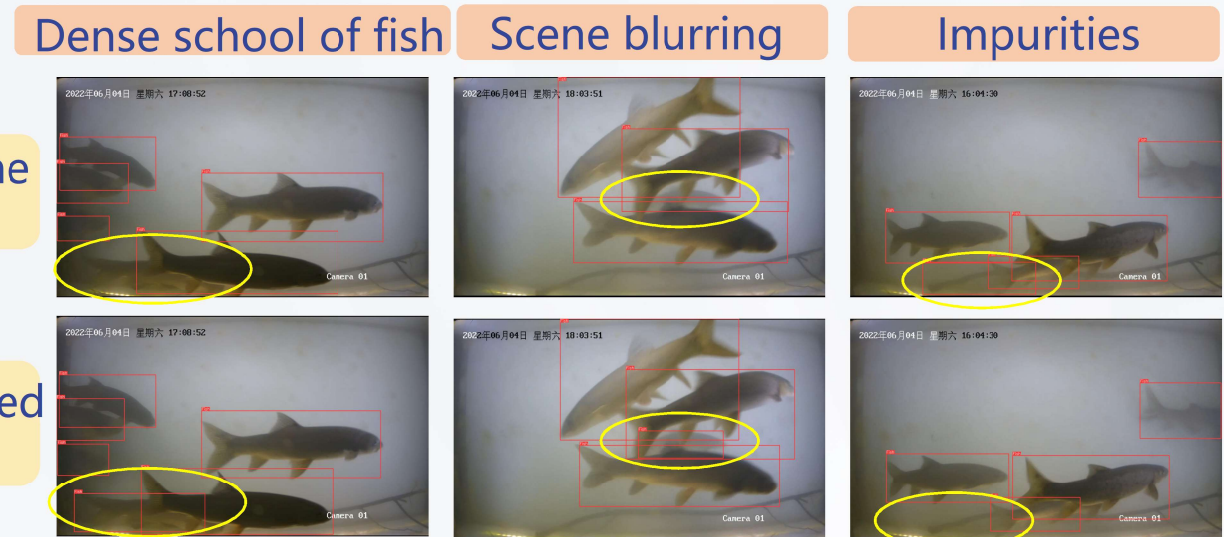 Dense school of fish
Scene blurring
Impurities
2022年06月04日 星期六 17:08:52
2022年06月04日 星期六 18:03:51
2022年06月04日 星期六 16:04:30
ne
Camera 01
Camera 01
2022年06月04日 星期六 17:08:52
2022年06月04日 星期六 18:03:51
2022年06月04日 星期六 16:04:30
ed
Camera 01
Camera 01
Camera 01